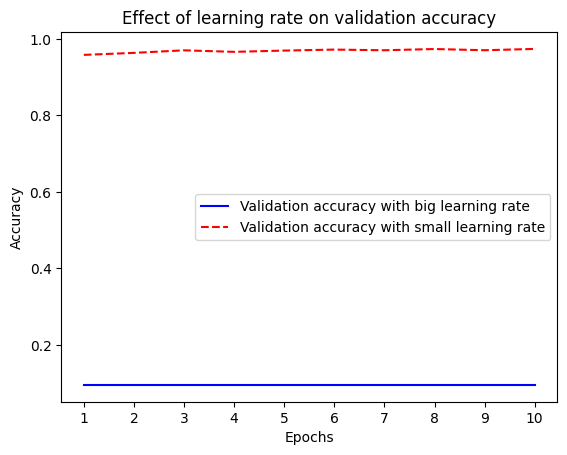 Effect of learning rate on validation accuracy
1.0
0.8
0.6
0.4
0.2
Accuracy
Validation accuracy with big learning rate
Validation accuracy with small learning rate
1 2 3 4 5 6 7 8 9 10
Epochs